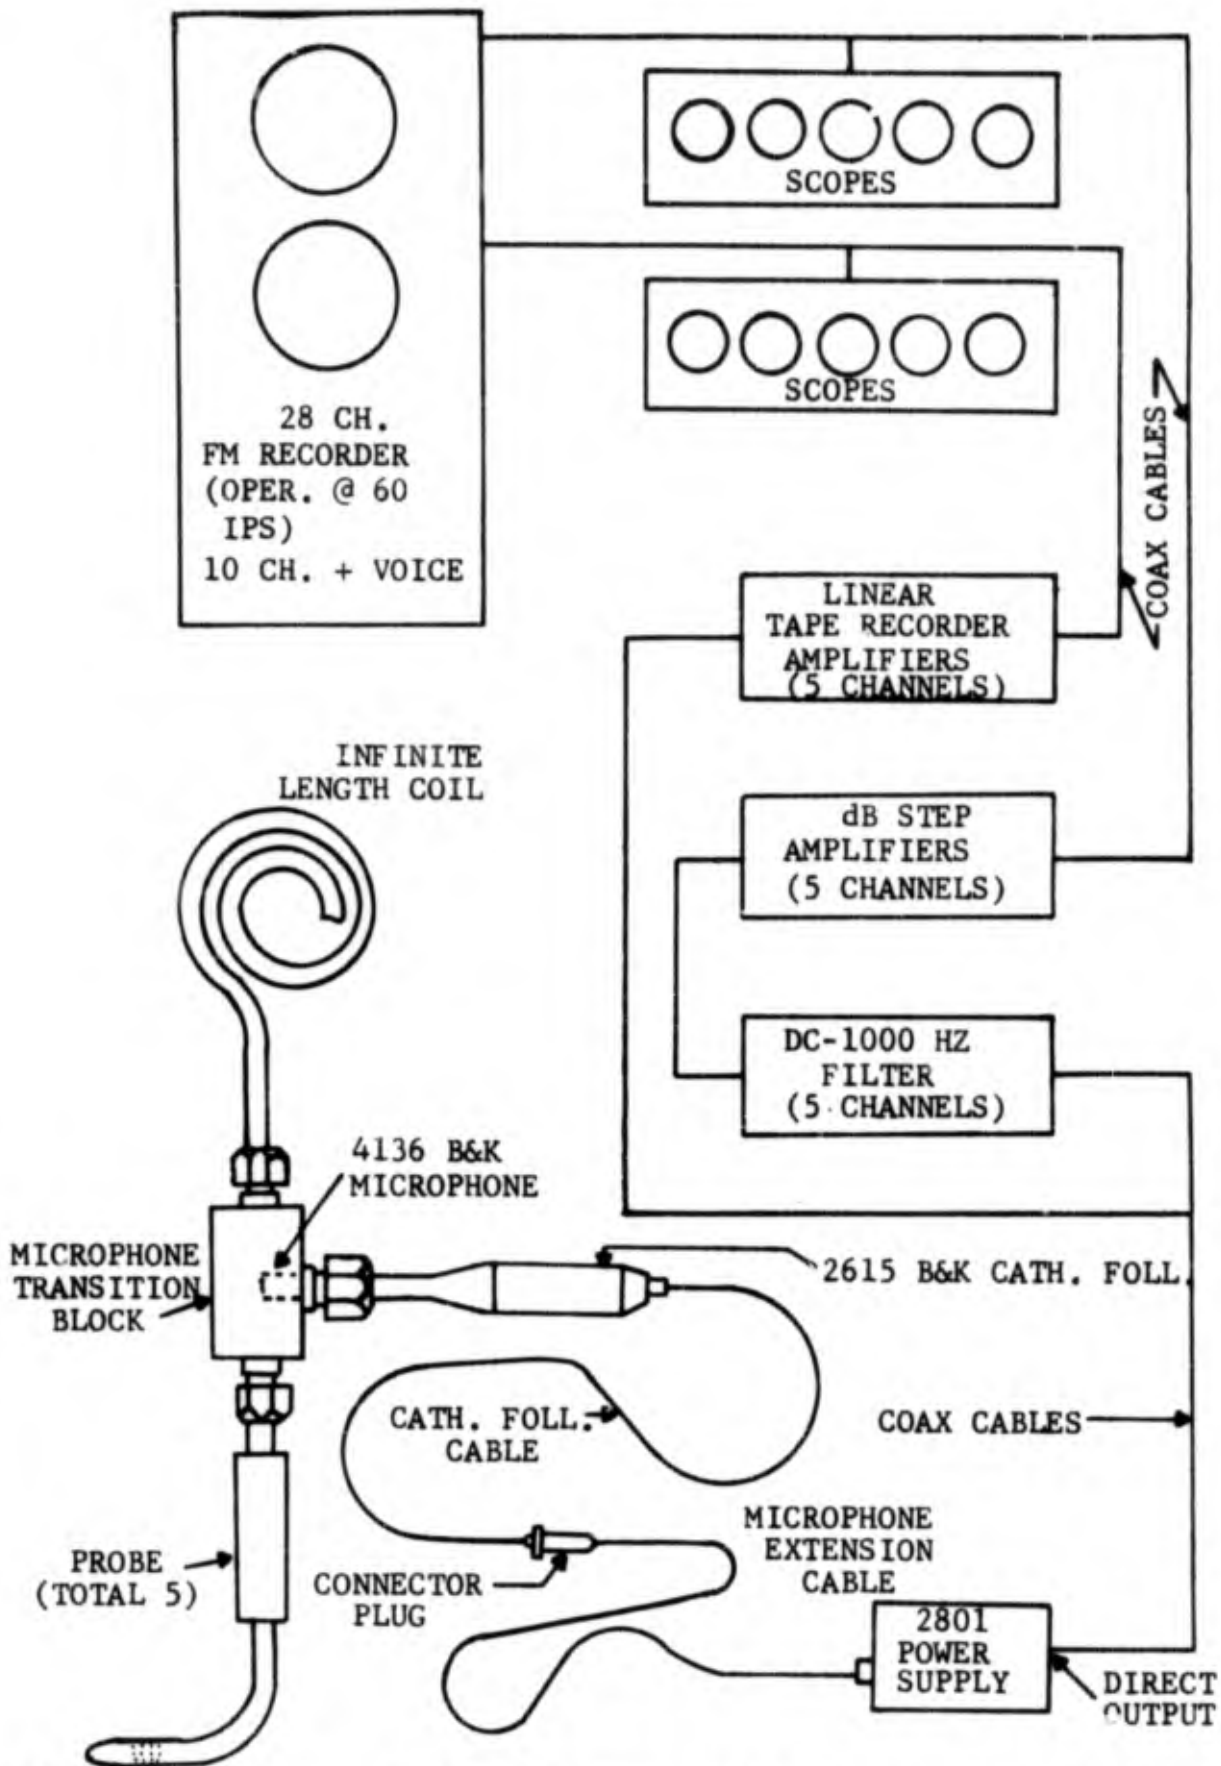 SCOPES
SCOPES
28 CH.
FM RECORDER
(OPER. @ 60
IPS)
10 CH. + VOICE
COAX CABLES
LINEAR
TAPE RECORDER
AMPLIFIERS
(5 CHANNELS)
INFINITE
LENGTH COIL
dB STEP
AMPLIFIERS
(5 CHANNELS)
DC-1000 HZ
FILTER
(5 CHANNELS)
4136 B&K
MICROPHONE
MICROPHONE
TRANSITION
BLOCK
2615 B&K CATH. FOLL.
CATH. FOLL.
CABLE
COAX CABLES
MICROPHONE
EXTENSION
CABLE
PROBE
(TOTAL 5)
CONNECTOR
PLUG
2801
POWER
SUPPLY
DIRECT
OUTPUT